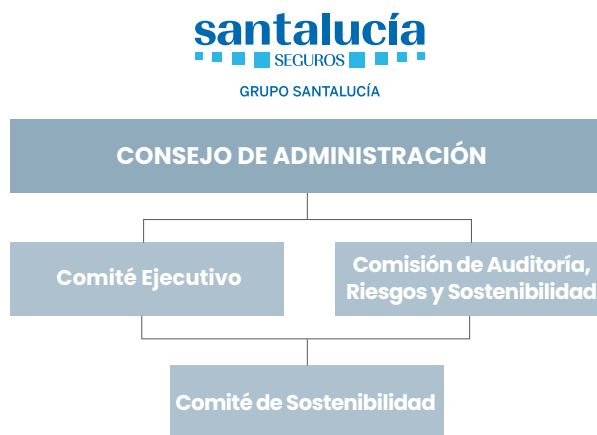 santalucía
SEGUROS
GRUPO SANTALUCÍA
CONSEJO DE ADMINISTRACIÓN
Comité Ejecutivo
Comisión de Auditoría,
Riesgos y Sostenibilidad
Comité de Sostenibilidad